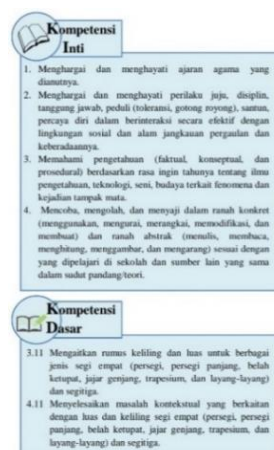 Kompetensi
Inti
1. Menghargai dan menghayati ajaran agama yang
dianutnya.
2. Menghargai dan menghayati perilaku juju, disiplin,
tanggung jawab, peduli (toleransi, gotong royong), santun,
percaya diri dalam berinteraksi secara efektif dengan
lingkungan sosial dan alam jangkauan pergaulan dan
keberadaannya.
3. Memahami pengetahuan (faktual, konseptual, dan
prosedural) berdasarkan rasa ingin tahunya tentang ilmu
pengetahuan, teknologi, seni, budaya terkait fenomena dan
kejadian tampak mata.
4. Mencoba, mengolah, dan menyaji dalam ranah konkret
(menggunakan, mengurai, merangkai, memodifikasi, dan
membuat) dan ranah abstrak (menulis, membaca,
menghitung, menggambar, dan mengarang) sesuai dengan
yang dipelajari di sekolah dan sumber lain yang sama
dalam sudut pandang/teori.
Kompetensi
Dasar
3.11 Mengaitkan rumus keliling dan luas untuk berbagai
jenis segi empat (persegi, persegi panjang, belah
ketupat, jajar genjang, trapesium, dan layang-layang)
dan segitiga.
4.11 Menyelesaikan masalah kontekstual yang berkaitan
dengan luas dan keliling segi empat (persegi, persegi
panjang, belah ketupat, jajar genjang, trapesium, dan
layang-layang) dan segitiga.